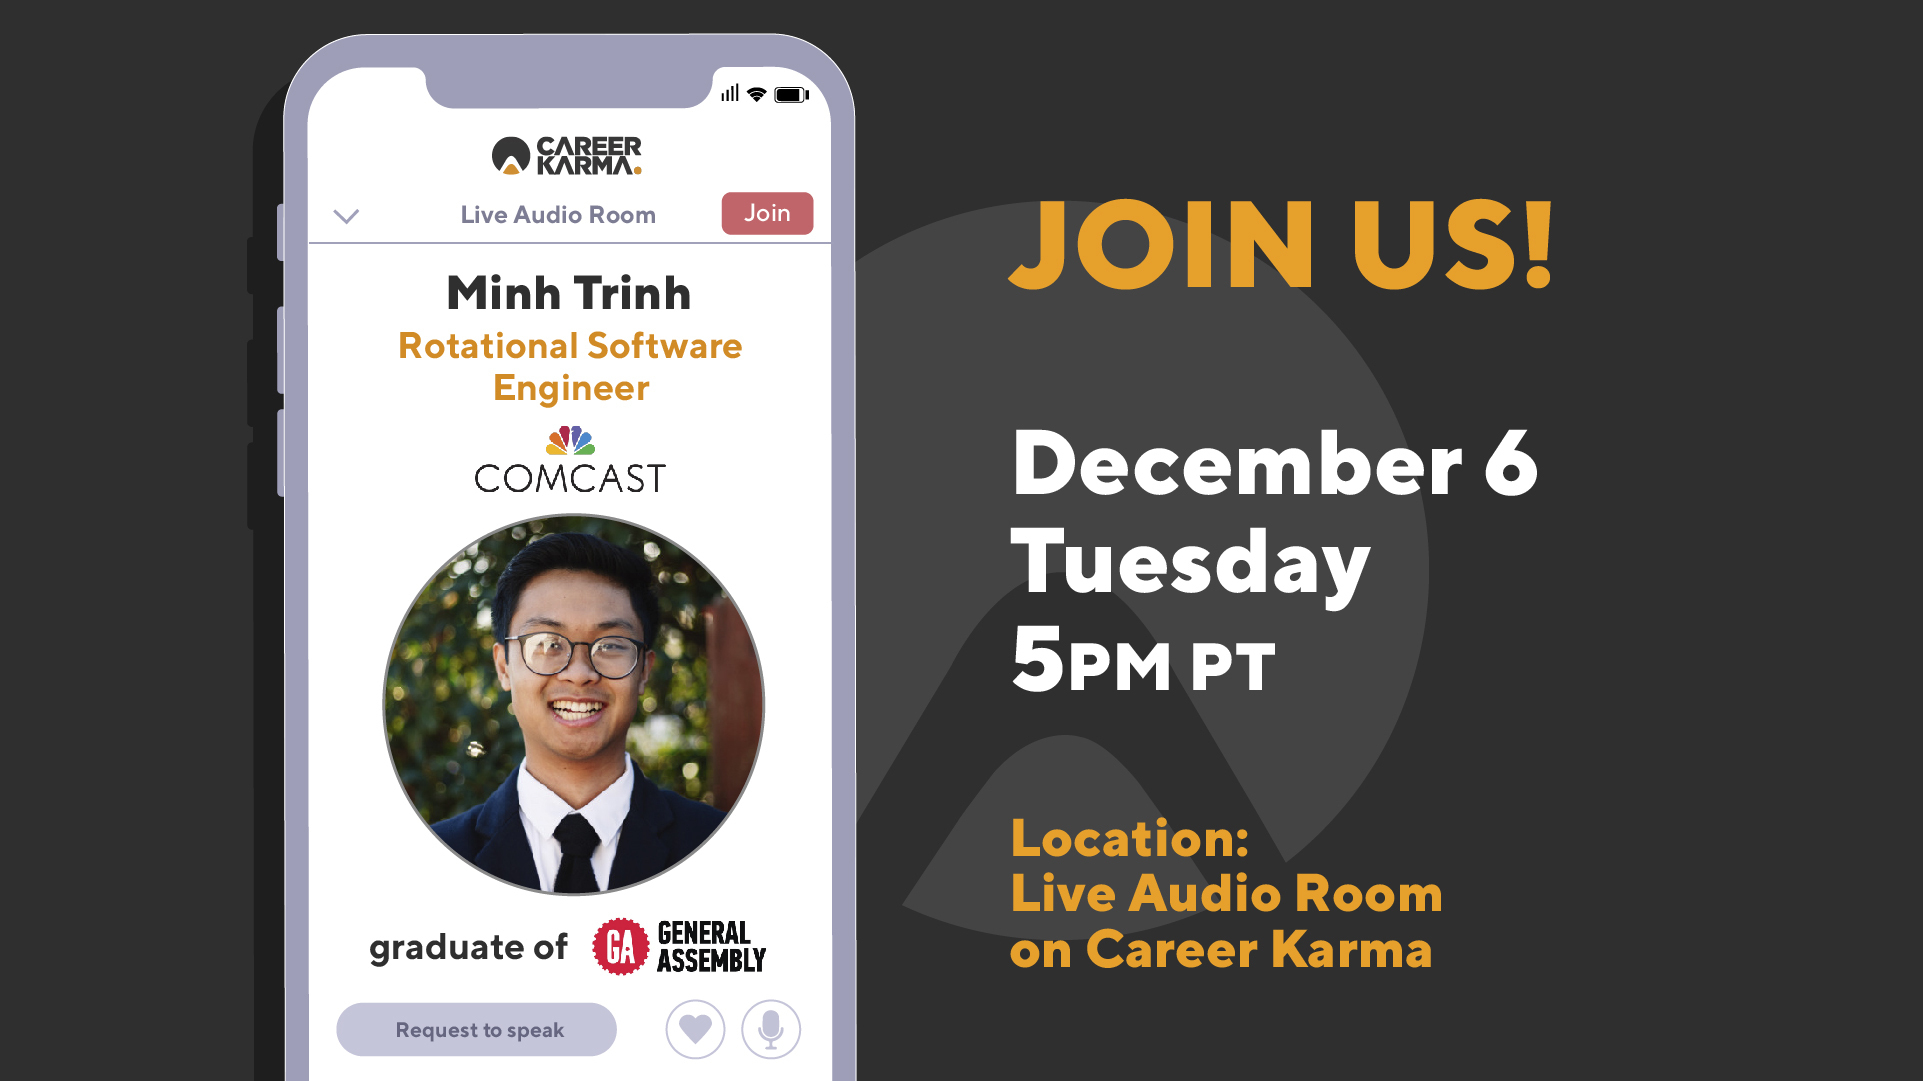 CAREER
KARMA.
Live Audio Room
Join
Minh Trinh
Rotational Software
Engineer
COMCAST
graduate of
GA
GENERAL
ASSEMBLY
Request to speak
JOIN US!
December 6
Tuesday
5PM PT
Location:
Live Audio Room
on Career Karma